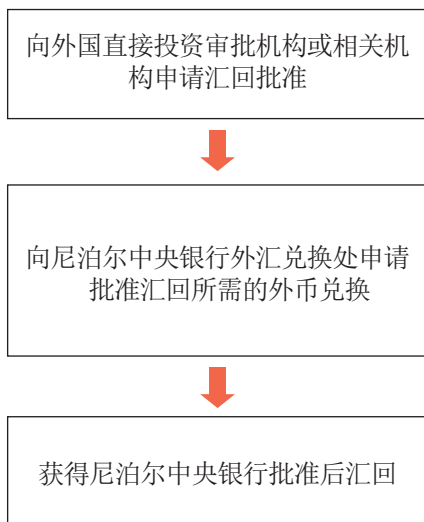 向外国直接投资审批机构或相关机
构申请汇回批准
向尼泊尔中央银行外汇兑换处申请
批准汇回所需的外币兑换
获得尼泊尔中央银行批准后汇回